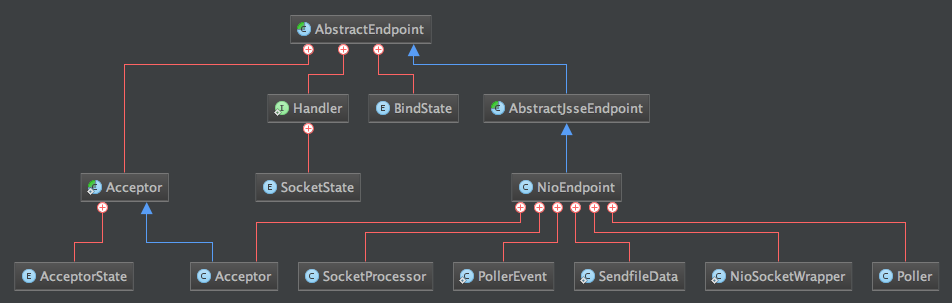 AbstractEndpoint
Handler
BindState
AbstractJsseEndpoint
Acceptor
SocketState
NioEndpoint
AcceptorState
Acceptor
SocketProcessor
PollerEvent
SendfileData
NioSocketWrapper
Poller